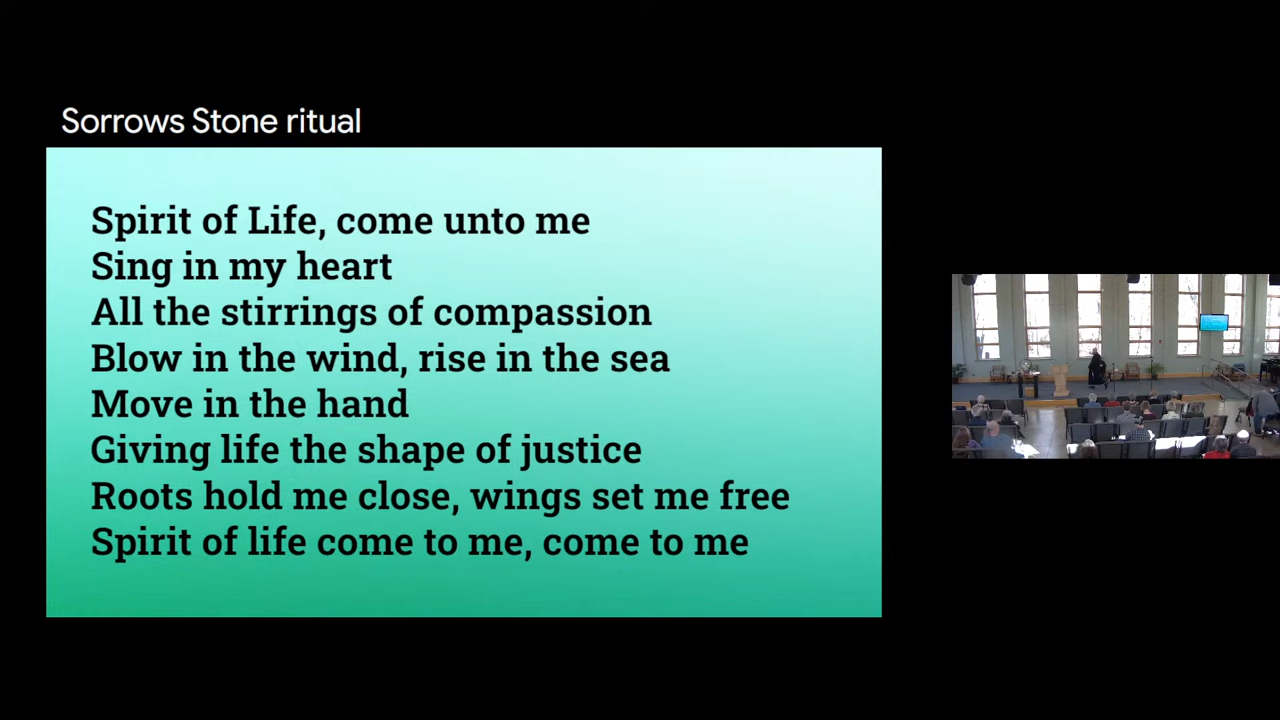 Sorrows Stone ritual
Spirit of Life, come unto me
Sing in my heart
All the stirrings of compassion
Blow in the wind, rise in the sea
Move in the hand
Giving life the shape of justice
Roots hold me close, wings set me free
Spirit of life come to me, come to me